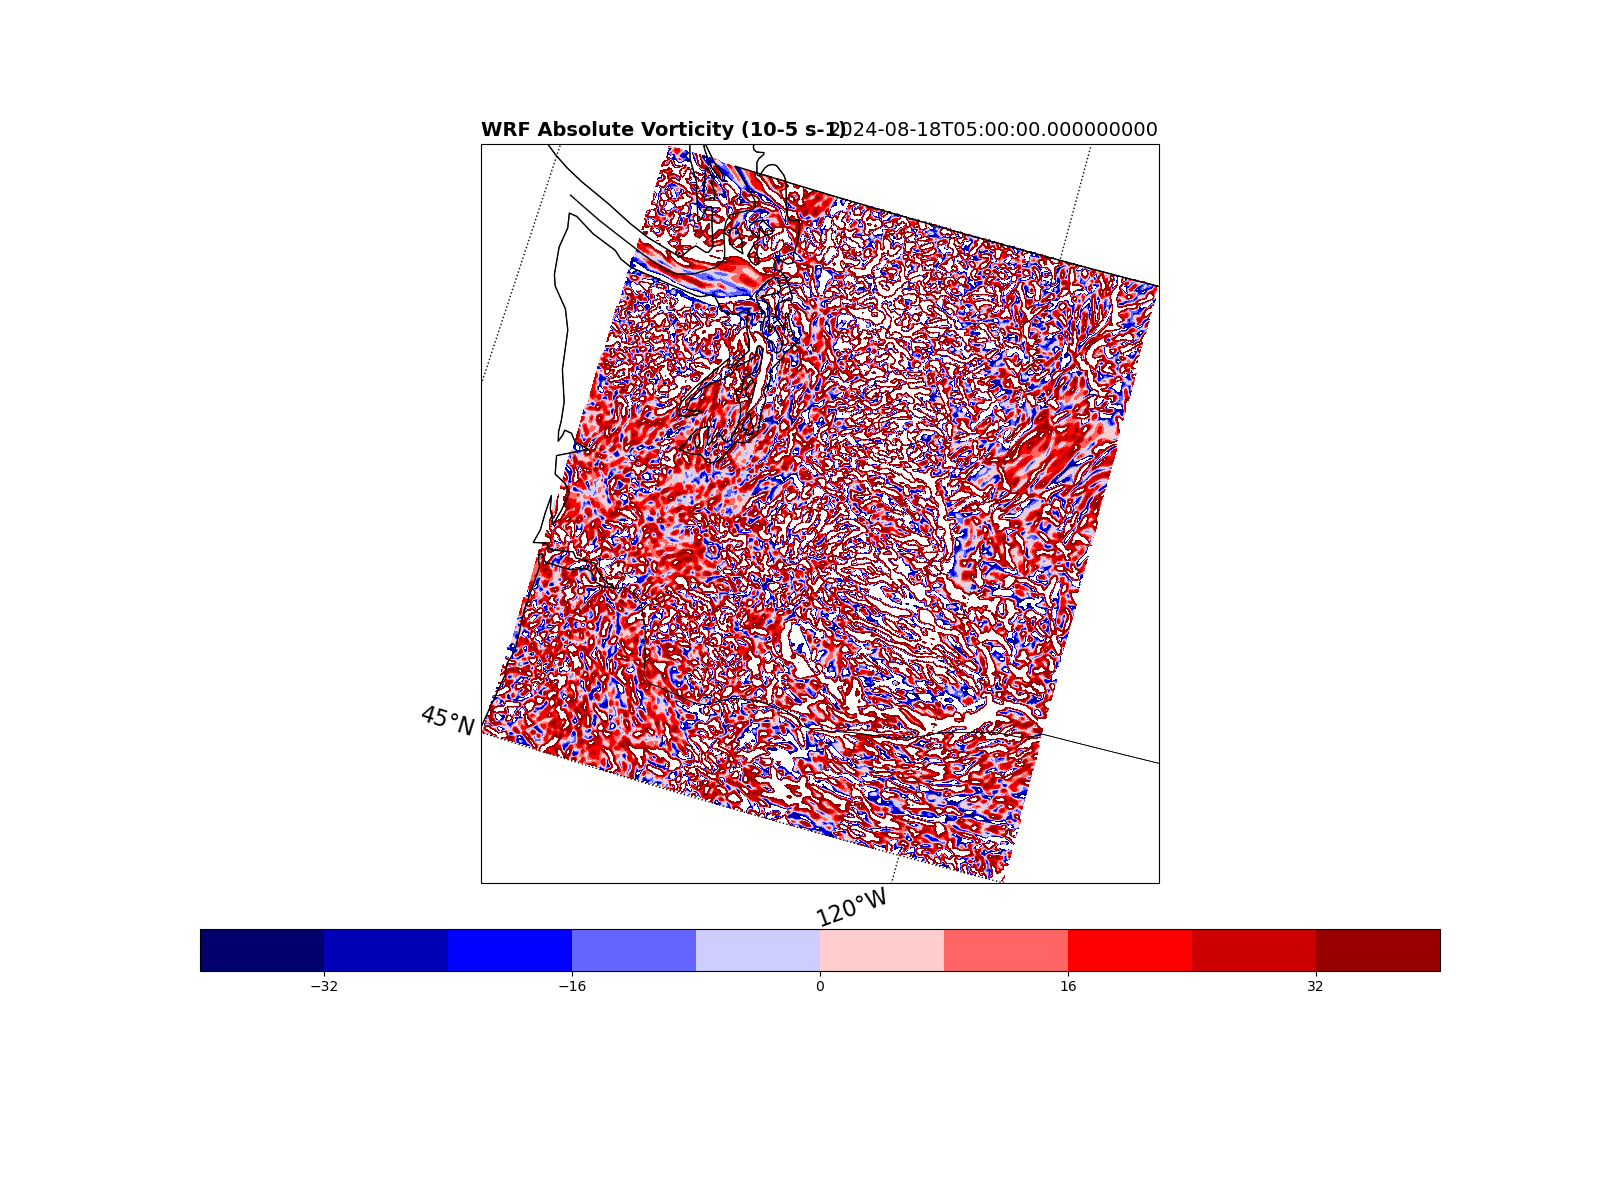 WRF Absolute Vorticity (10-5 s-1)
2024-08-18T05:00:00.000000000
45°N
120°W
−32 −16 0 16 32